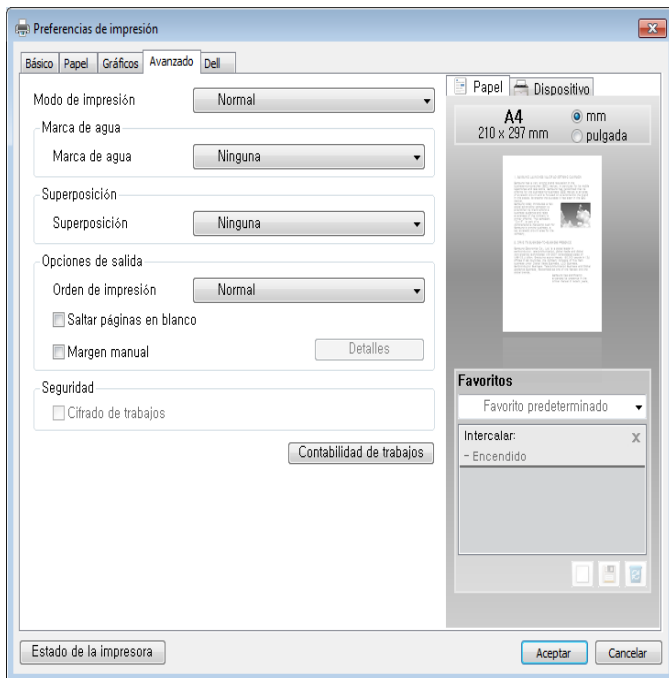 Preferencias de impresión
Básico Papel Gráficos Avanzado Dell
Modo de impresión Normal
Marca de agua
Marca de agua Ninguna
Superposición
Superposición Ninguna
Opciones de salida
Orden de impresión Normal
Saltar páginas en blanco
Margen manual Detalles
Seguridad
Cifrado de trabajos
Contabilidad de trabajos
Papel Dispositivo
A4
210 x 297 mm
mm
pulgada
Favoritos
Favorito predeterminado
Intercalar: X
- Encendido
Estado de la impresora Aceptar Cancelar